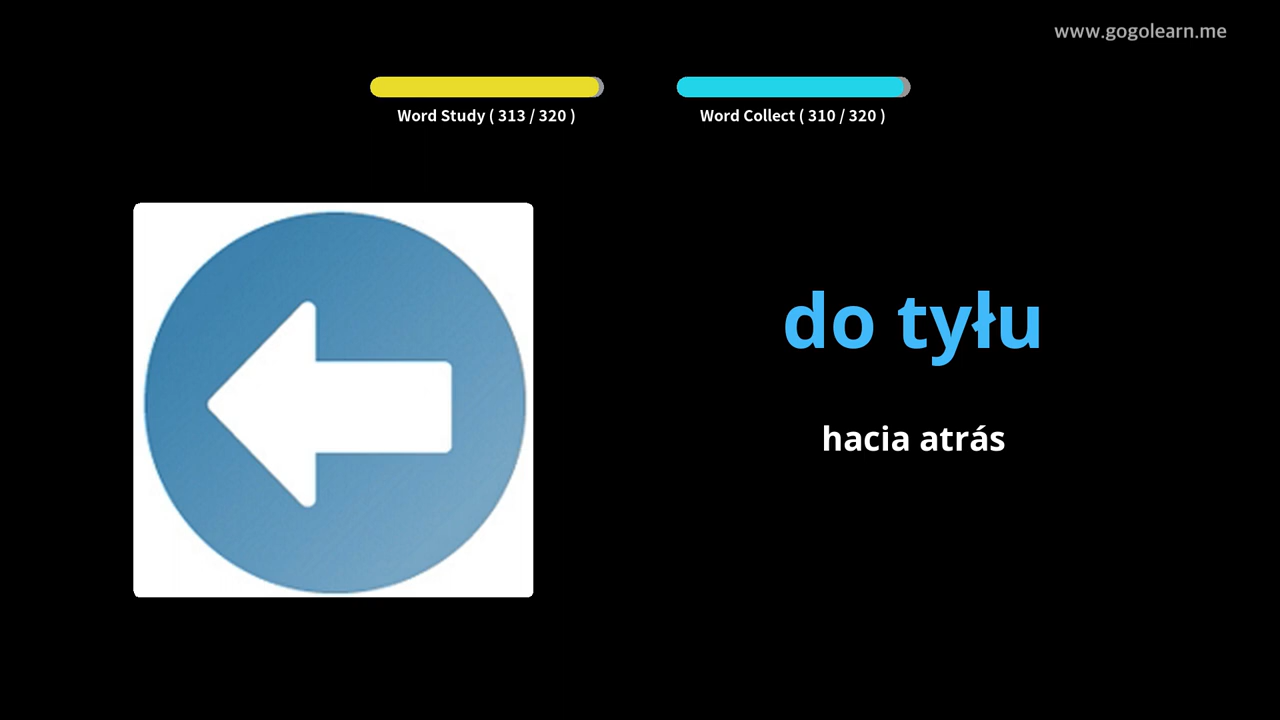 www.gogolearn.me
Word Study ( 313 / 320 )
Word Collect ( 310 / 320 )
do tyłu
hacia atrás